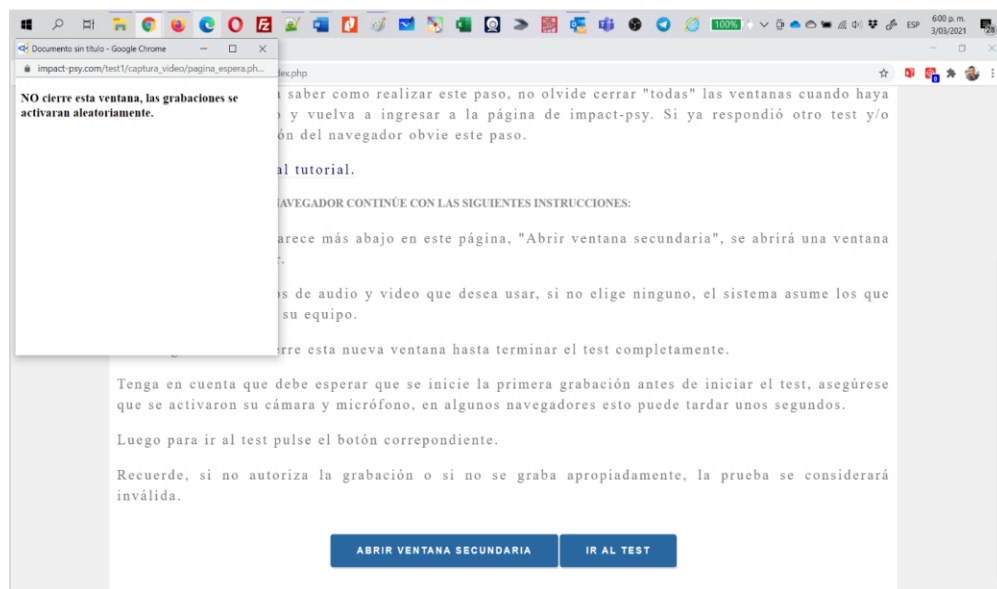 100%
ESP
6:00 p. m.
3/03/2021
28
Documento sin título - Google Chrome
impact-psy.com/test1/captura_video/pagina_espera.ph...
dex.php
NO cierre esta ventana, las grabaciones se
activaran aleatoriamente.
saber como realizar este paso, no olvide cerrar "todas" las ventanas cuando haya
y vuelva a ingresar a la página de impact-psy. Si ya respondió otro test y/o
ón del navegador obvie este paso.
al tutorial.
NAVEGADOR CONTINÚE CON LAS SIGUIENTES INSTRUCCIONES:
arece más abajo en este página, "Abrir ventana secundaria", se abrirá una ventana
os de audio y video que desea usar, si no elige ninguno, el sistema asume los que
su equipo.
erre esta nueva ventana hasta terminar el test completamente.
Tenga en cuenta que debe esperar que se inicie la primera grabación antes de iniciar el test, asegúrese
que se activaron su cámara y micrófono, en algunos navegadores esto puede tardar unos segundos.
Luego para ir al test pulse el botón correpondiente.
Recuerde, si no autoriza la grabación o si no se graba apropiadamente, la prueba se considerará
inválida.
ABRIR VENTANA SECUNDARIA
IR AL TEST